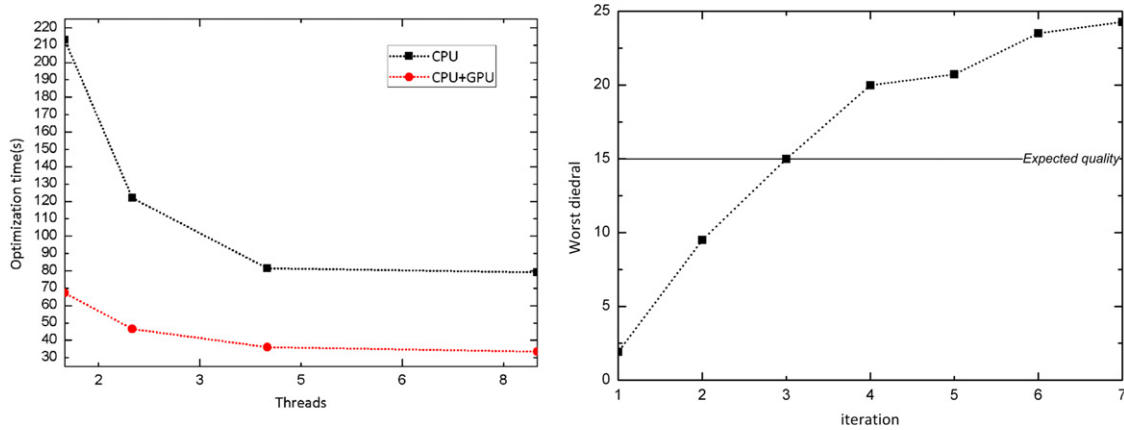 220
210
200
190
180
170
160
150
140
130
120
110
100
90
80
70
60
50
40
30
Optimization time(s)
CPU
CPU+GPU
2 3 5 6 8
Threads
25
20
15
10
5
0
Worst diedral
Expected quality
1 2 3 4 5 6 7
iteration